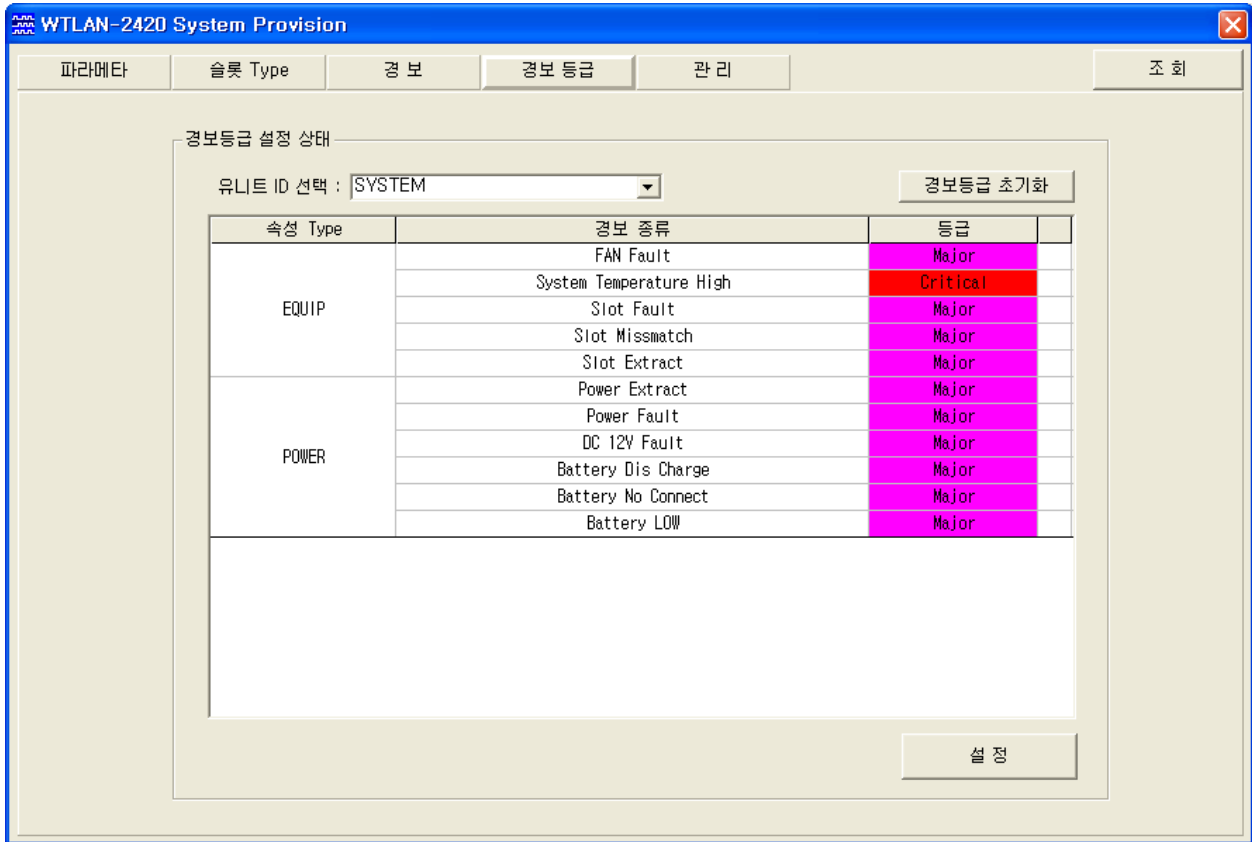 WTLAN-2420 System Provision
파라메타 슬롯 Type 경 보 경보 등급 관 리 조 회
경보등급 설정 상태
유니트 ID 선택 : SYSTEM 경보등급 초기화
속성 Type 경보 종류 등급
FAN Fault Major
System Temperature High Critical
EQUIP Slot Fault Major
Slot Missmatch Major
Slot Extract Major
Power Extract Major
Power Fault Major
DC 12V Fault Major
POWER Battery Dis Charge Major
Battery No Connect Major
Battery LOW Major
설 정